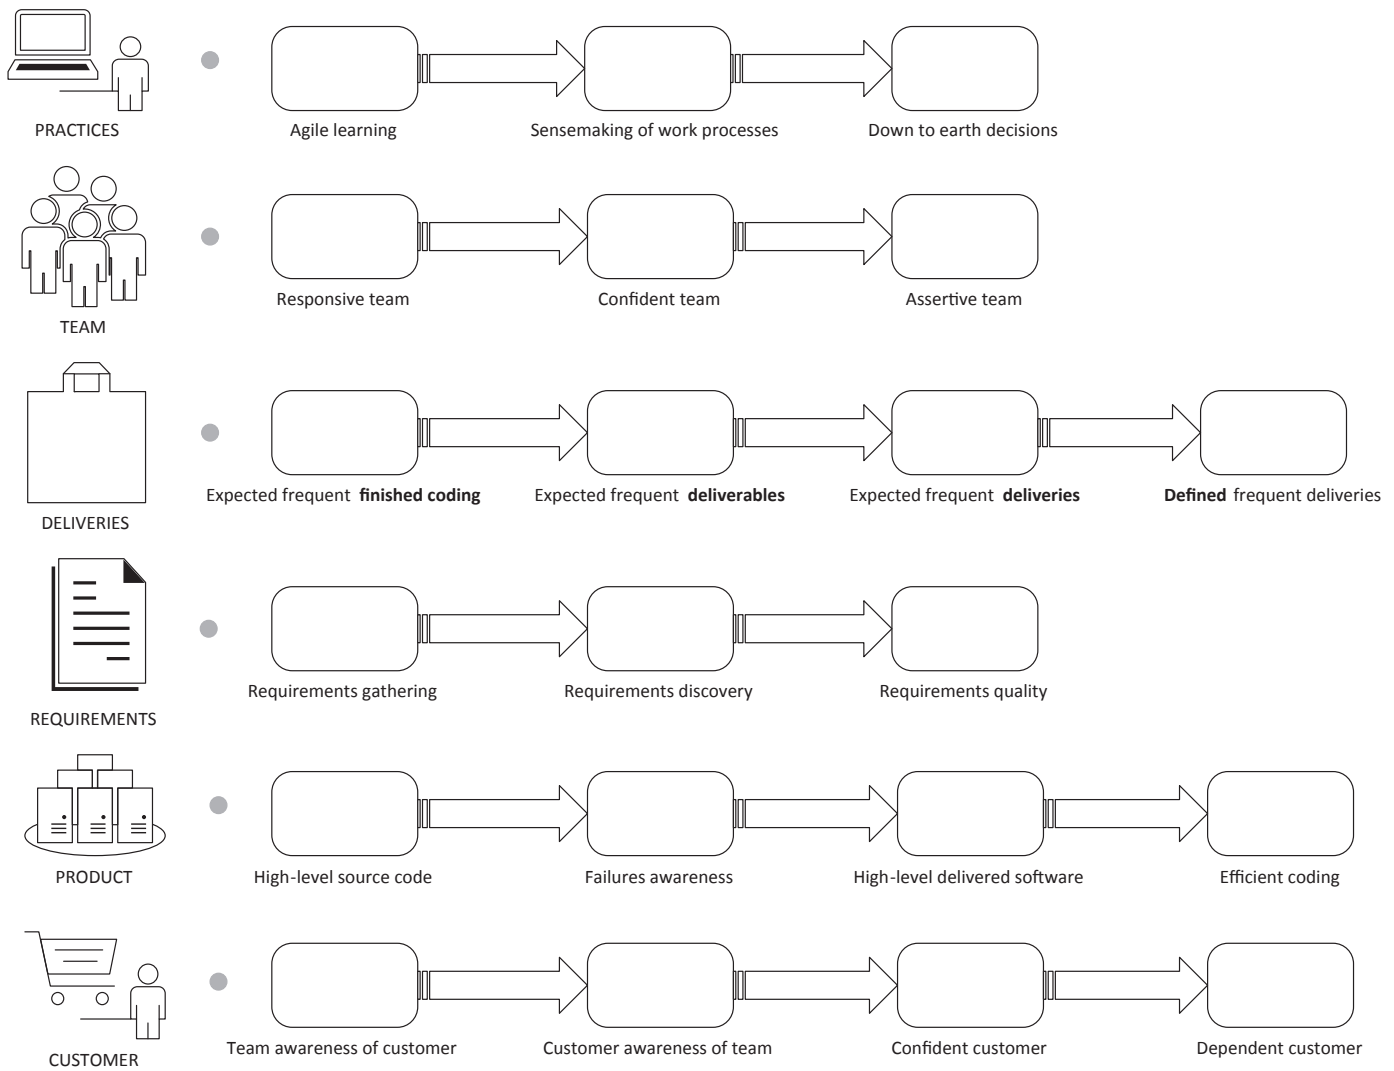 PRACTICES
Agile learning
Sensemaking of work processes
Down to earth decisions
TEAM
Responsive team
Confident team
Assertive team
DELIVERIES
Expected frequent finished coding
Expected frequent deliverables
Expected frequent deliveries
Defined frequent deliveries
REQUIREMENTS
Requirements gathering
Requirements discovery
Requirements quality
PRODUCT
High-level source code
Failures awareness
High-level delivered software
Efficient coding
CUSTOMER
Team awareness of customer
Customer awareness of team
Confident customer
Dependent customer